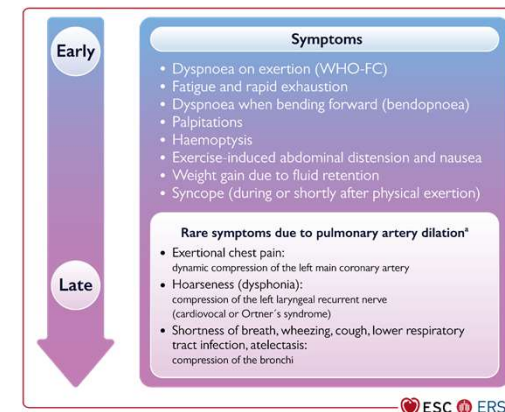 Early
Symptoms
• Dyspnoea on exertion (WHO-FC)
• Fatigue and rapid exhaustion
• Dyspnoea when bending forward (bendopnoea)
• Palpitations
• Haemoptysis
• Exercise-induced abdominal distension and nausea
• Weight gain due to fluid retention
• Syncope (during or shortly after physical exertion)
Rare symptoms due to pulmonary artery dilationᵃ
• Exertional chest pain:
dynamic compression of the left main coronary artery
• Hoarseness (dysphonia):
compression of the left laryngeal recurrent nerve
(cardiovocal or Ortner´s syndrome)
• Shortness of breath, wheezing, cough, lower respiratory
tract infection, atelectasis:
compression of the bronchi
Late
ESC ERS